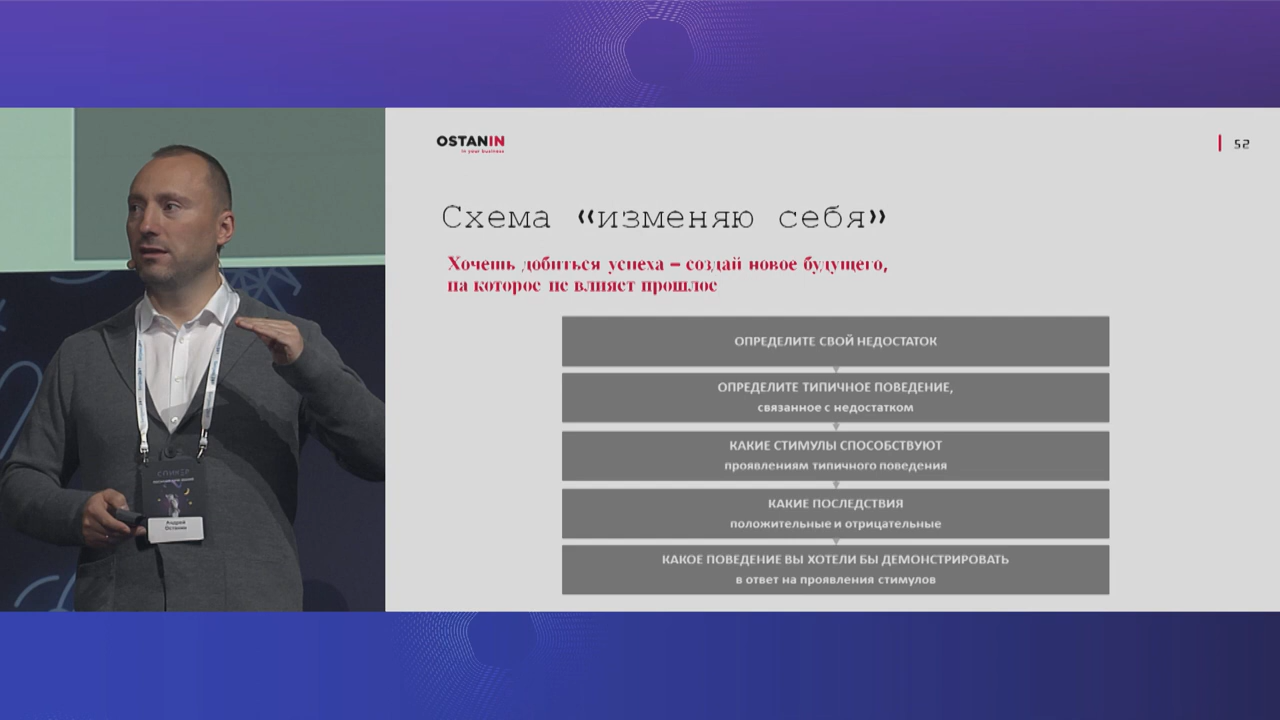 OSTANIN
in your business
52
Схема «изменяю себя»
Хочешь добиться успеха – создай новое будущего,
на которое не влияет прошлое
ОПРЕДЕЛИТЕ СВОЙ НЕДОСТАТОК
ОПРЕДЕЛИТЕ ТИПИЧНОЕ ПОВЕДЕНИЕ,
связанное с недостатком
КАКИЕ СТИМУЛЫ СПОСОБСТВУЮТ
проявлениям типичного поведения
КАКИЕ ПОСЛЕДСТВИЯ
положительные и отрицательные
КАКОЕ ПОВЕДЕНИЕ ВЫ ХОТЕЛИ БЫ ДЕМОНСТРИРОВАТЬ
в ответ на проявления стимулов
СПИКЕР
Андрей
Останин